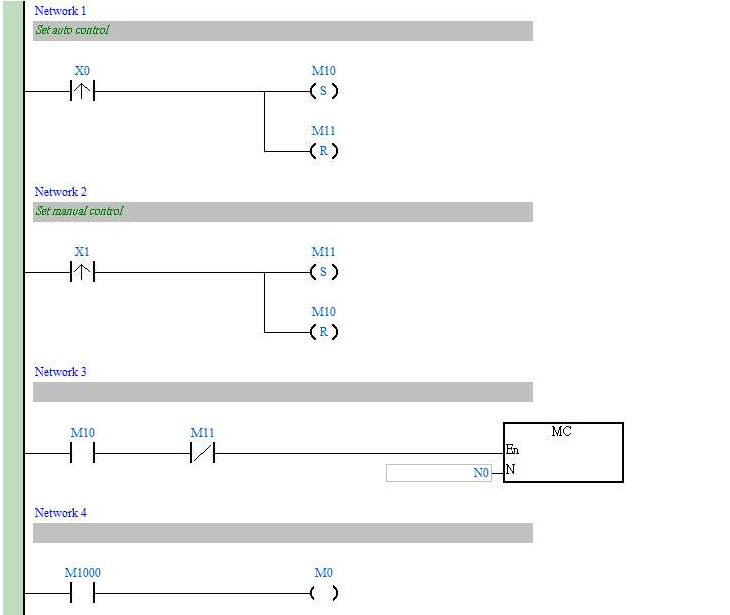 Network 1
Set auto control
X0
M10
S
M11
R
Network 2
Set manual control
X1
M11
S
M10
R
Network 3
M10
M11
MC
En
N0
N
Network 4
M1000
M0